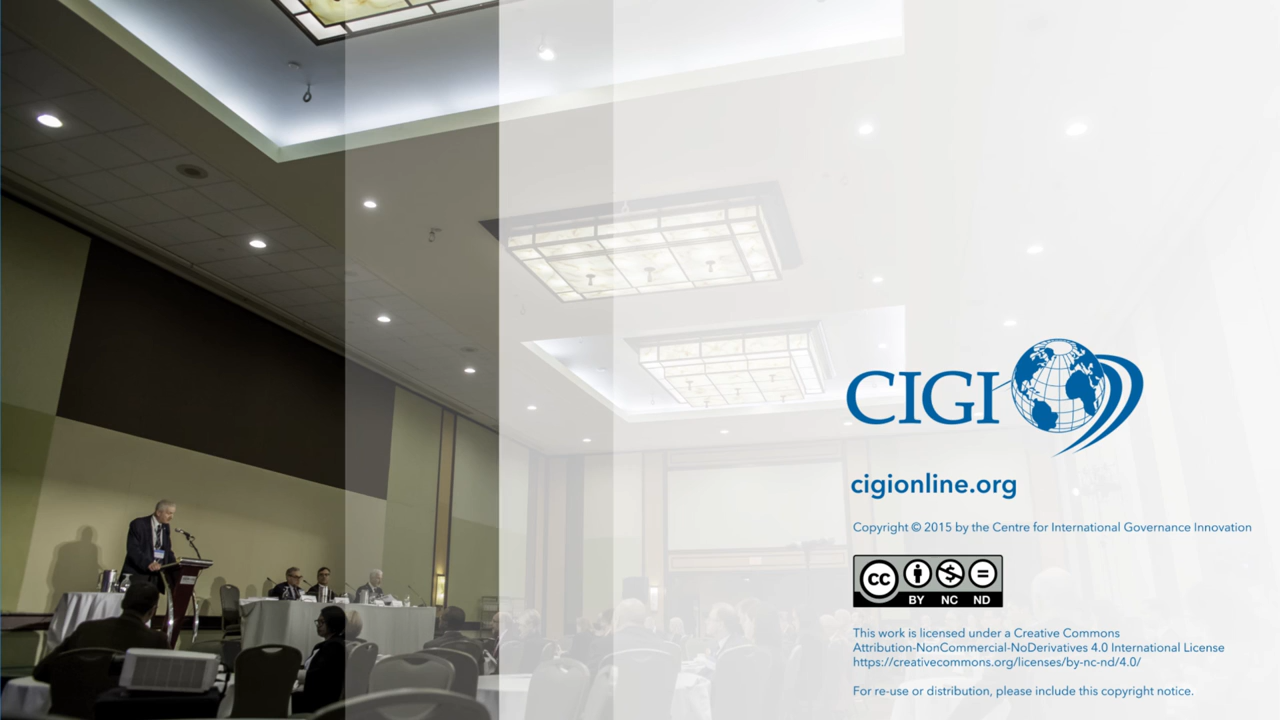 CIGI
cigionline.org
Copyright © 2015 by the Centre for International Governance Innovation
cc
BY NC ND
This work is licensed under a Creative Commons
Attribution-NonCommercial-NoDerivatives 4.0 International License
https://creativecommons.org/licenses/by-nc-nd/4.0/
For re-use or distribution, please include this copyright notice.